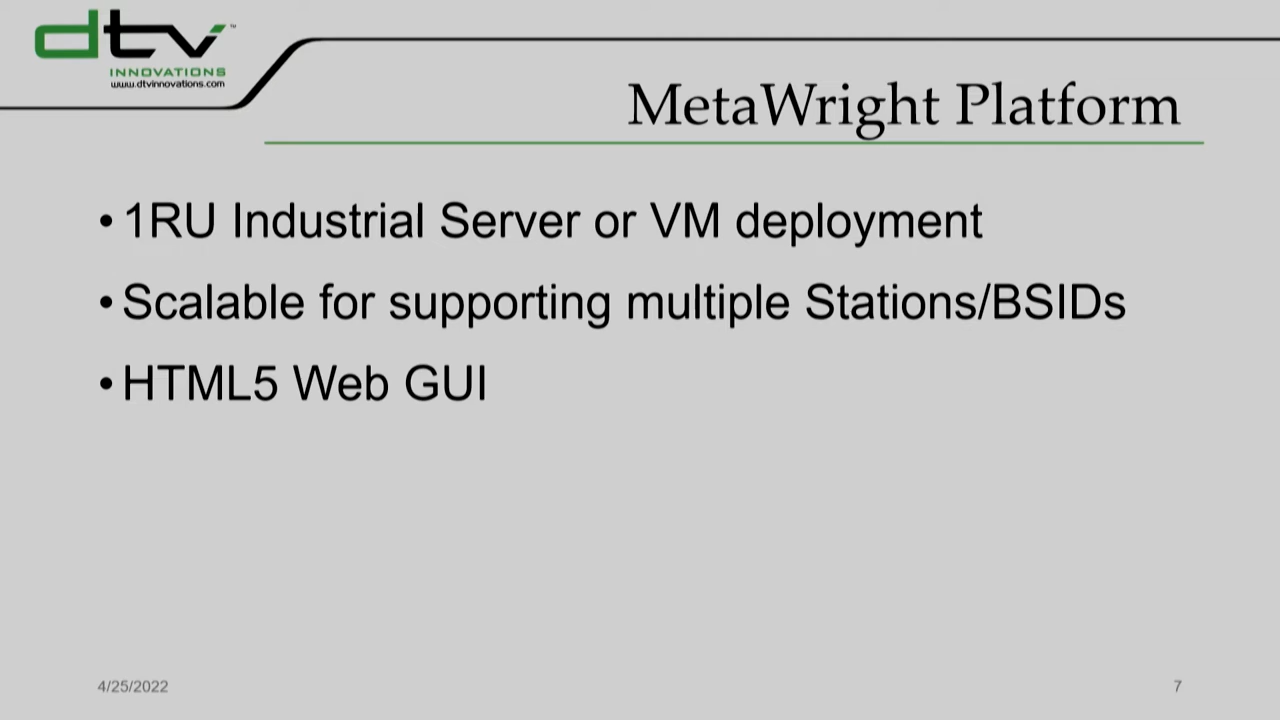 dtv™
INNOVATIONS
www.dtvinnovations.com
MetaWright Platform
• 1RU Industrial Server or VM deployment
• Scalable for supporting multiple Stations/BSIDs
• HTML5 Web GUI
4/25/2022
7